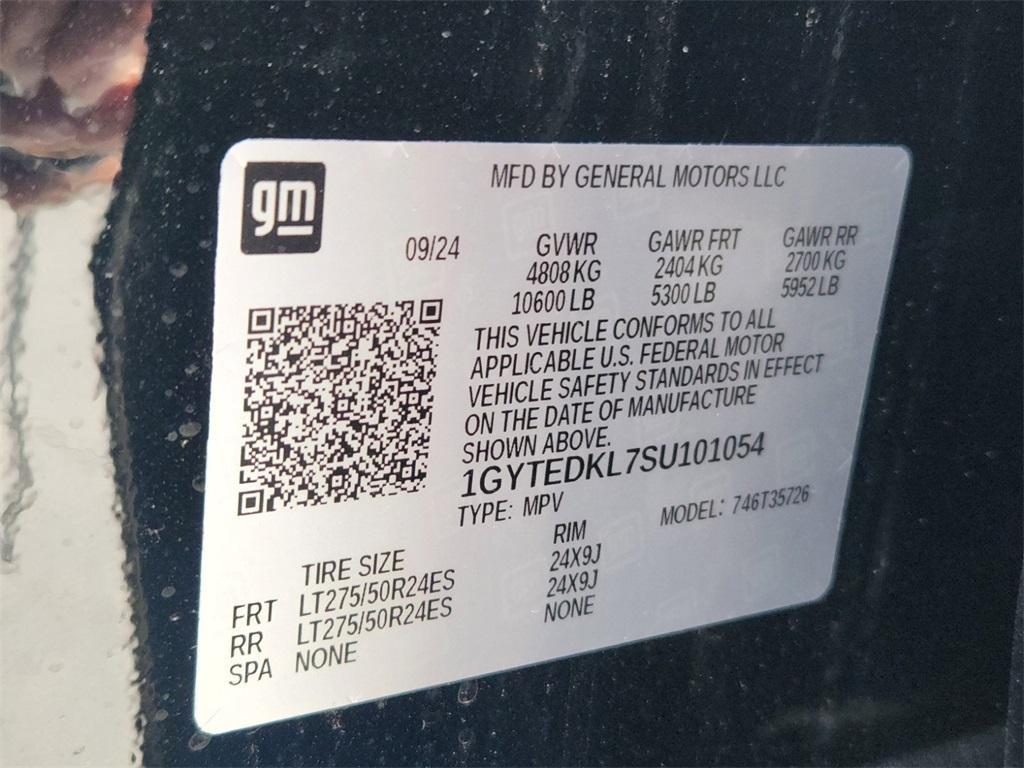 gm
MFD BY GENERAL MOTORS LLC
09/24
GVWR GAWR FRT GAWR RR
4808 KG 2404 KG 2700 KG
10600 LB 5300 LB 5952 LB
THIS VEHICLE CONFORMS TO ALL
APPLICABLE U.S. FEDERAL MOTOR
VEHICLE SAFETY STANDARDS IN EFFECT
ON THE DATE OF MANUFACTURE
SHOWN ABOVE.
1GYTEDKL7SU101054
TYPE: MPV MODEL: 746T35726
TIRE SIZE RIM
FRT LT275/50R24ES 24X9J
RR LT275/50R24ES 24X9J
SPA NONE NONE